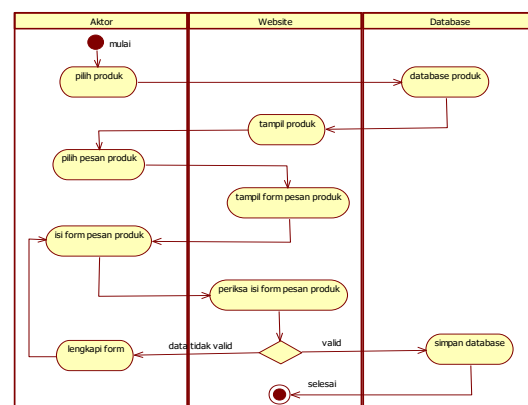 Aktor
Website
Database
mulai
pilih produk
database produk
tampil produk
pilih pesan produk
tampil form pesan produk
isi form pesan produk
periksa isi form pesan produk
lengkapi form
data tidak valid
valid
simpan database
selesai